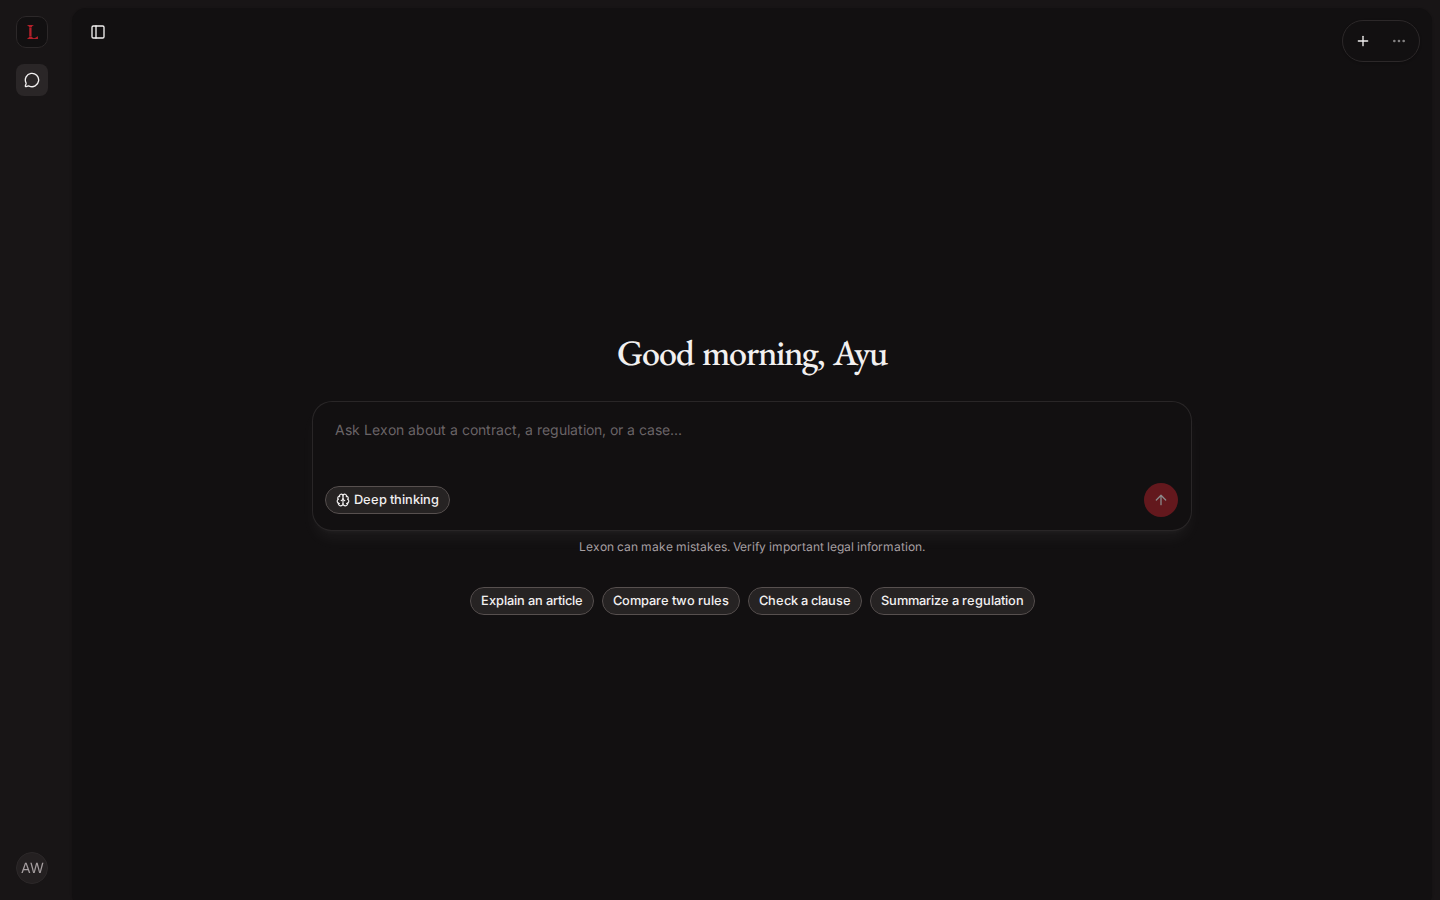 L
Good morning, Ayu
Ask Lexon about a contract, a regulation, or a case...
Deep thinking
Lexon can make mistakes. Verify important legal information.
Explain an article
Compare two rules
Check a clause
Summarize a regulation
AW